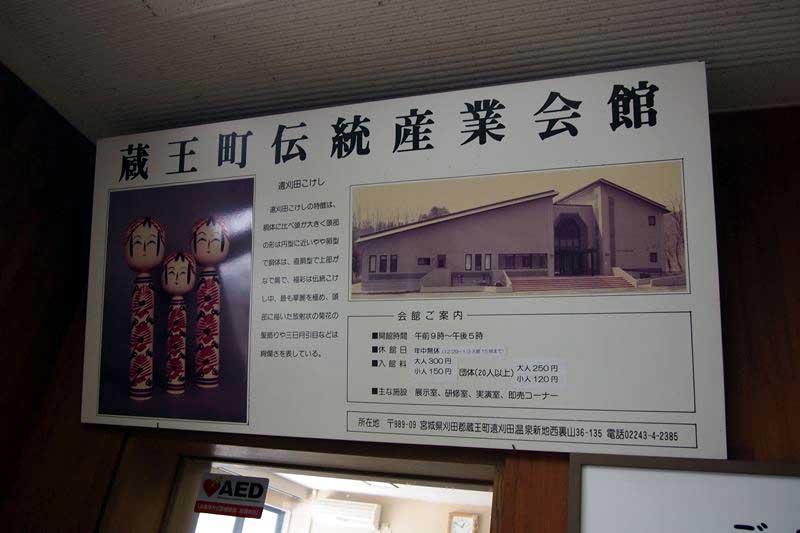 蔵王町伝統産業会館
遠刈田こけし
遠刈田こけしの特徴は、
胴体に比べ頭が大きく頭部
の形は円型に近いやや卵型
で胴体は、直胴型で上部が
なで肩で、極彩は伝統こけ
し中、最も華麗を極め、頭
部に描いた放射状の菊花の
髪飾りや三日月引目などは
絢爛さを表している。
会館ご案内
■開館時間 午前9時～午後5時
■休館日 年中無休
■入館料 大人300円
小人150円
団体(20人以上)
大人250円
小人120円
■主な施設 展示室、研修室、実演室、即売コーナー
所在地 〒989-09 宮城県刈田郡蔵王町遠刈田温泉新地西裏山36-135 電話02243-4-2385
AED